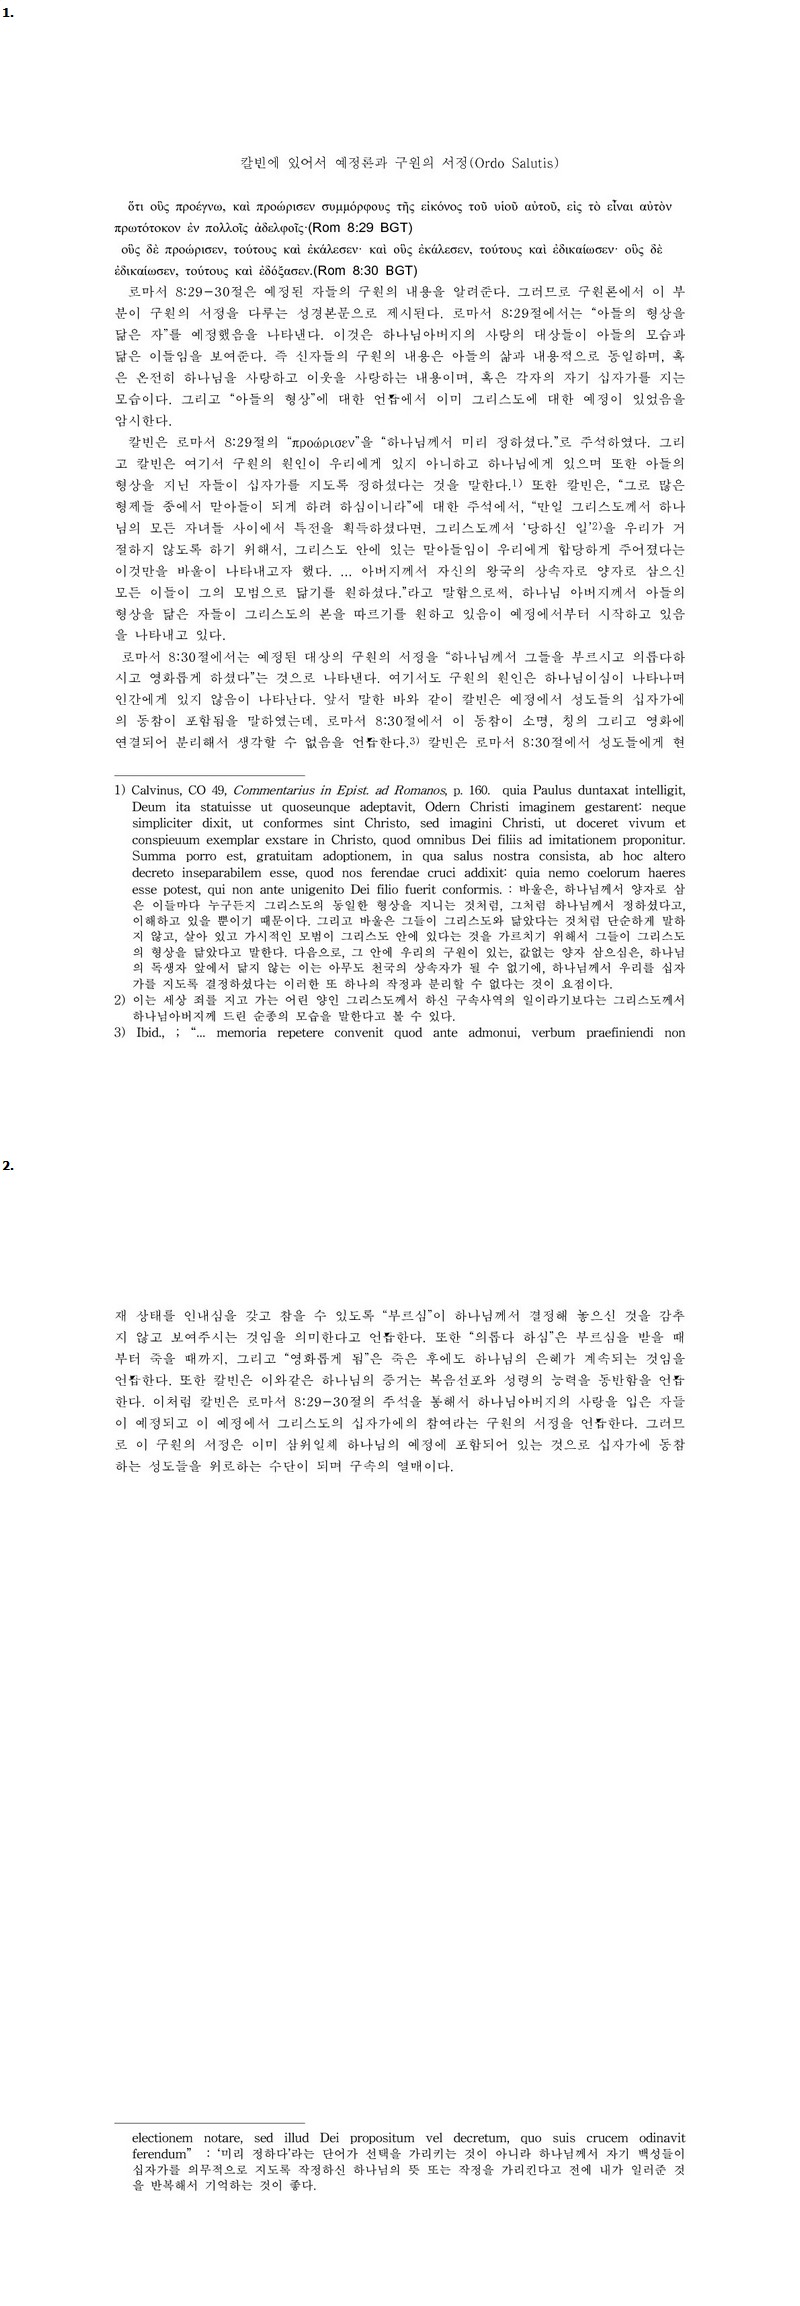 1.
칼빈에 있어서 예정론과 구원의 서정(Ordo Salutis)
ὅτι οὓς προέγνω, καὶ προώρισεν συμμόρφους τῆς εἰκόνος τοῦ υἱοῦ αὐτοῦ, εἰς τὸ εἶναι αὐτὸν
πρωτότοκον ἐν πολλοῖς ἀδελφοῖς·(Rom 8:29 BGT)
οὓς δὲ προώρισεν, τούτους καὶ ἐκάλεσεν· καὶ οὓς ἐκάλεσεν, τούτους καὶ ἐδικαίωσεν· οὓς δὲ
ἐδικαίωσεν, τούτους καὶ ἐδόξασεν.(Rom 8:30 BGT)
로마서 8:29-30절은 예정된 자들의 구원의 내용을 알려준다. 그러므로 구원론에서 이 부
분이 구원의 서정을 다루는 성경본문으로 제시된다. 로마서 8:29절에서는 “아들의 형상을
닮은 자”를 예정했음을 나타낸다. 이것은 하나님아버지의 사랑의 대상들이 아들의 모습과
닮은 이들임을 보여준다. 즉 신자들의 구원의 내용은 아들의 삶과 내용적으로 동일하며, 혹
은 온전히 하나님을 사랑하고 이웃을 사랑하는 내용이며, 혹은 각자의 자기 십자가를 지는
모습이다. 그리고 “아들의 형상”에 대한 언급에서 이미 그리스도에 대한 예정이 있었음을
암시한다.
칼빈은 로마서 8:29절의 “προώρισεν”을 “하나님께서 미리 정하셨다.”로 주석하였다. 그리
고 칼빈은 여기서 구원의 원인이 우리에게 있지 아니하고 하나님에게 있으며 또한 아들의
형상을 지닌 자들이 십자가를 지도록 정하셨다는 것을 말한다.1) 또한 칼빈은, “그로 많은
형제들 중에서 맏아들이 되게 하려 하심이니라”에 대한 주석에서, “만일 그리스도께서 하나
님의 모든 자녀들 사이에서 특전을 획득하셨다면, 그리스도께서 ‘당하신 일’2)을 우리가 거
절하지 않도록 하기 위해서, 그리스도 안에 있는 맏아들임이 우리에게 합당하게 주어졌다는
이것만을 바울이 나타내고자 했다. ... 아버지께서 자신의 왕국의 상속자로 양자로 삼으신
모든 이들이 그의 모범으로 닮기를 원하셨다.”라고 말함으로써, 하나님 아버지께서 아들의
형상을 닮은 자들이 그리스도의 본을 따르기를 원하고 있음이 예정에서부터 시작하고 있음
을 나타내고 있다.
로마서 8:30절에서는 예정된 대상의 구원의 서정을 “하나님께서 그들을 부르시고 의롭다하
시고 영화롭게 하셨다”는 것으로 나타낸다. 여기서도 구원의 원인은 하나님이심이 나타나며
인간에게 있지 않음이 나타난다. 앞서 말한 바와 같이 칼빈은 예정에서 성도들의 십자가에
의 동참이 포함됨을 말하였는데, 로마서 8:30절에서 이 동참이 소명, 칭의 그리고 영화에
연결되어 분리해서 생각할 수 없음을 언급한다.3) 칼빈은 로마서 8:30절에서 성도들에게 현
1) Calvinus, CO 49, Commentarius in Epist. ad Romanos, p. 160. quia Paulus duntaxat intelligit,
Deum ita statuisse ut quoseunque adeptavit, Odern Christi imaginem gestarent: neque
simpliciter dixit, ut conformes sint Christo, sed imagini Christi, ut doceret vivum et
conspieuum exemplar exstare in Christo, quod omnibus Dei filiis ad imitationem proponitur.
Summa porro est, gratuitam adoptionem, in qua salus nostra consista, ab hoc altero
decreto inseparabilem esse, quod nos ferendae cruci addixit: quia nemo coelorum haeres
esse potest, qui non ante unigenito Dei filio fuerit conformis. : 바울은, 하나님께서 양자로 삼
은 이들마다 누구든지 그리스도의 동일한 형상을 지니는 것처럼, 그처럼 하나님께서 정하셨다고,
이해하고 있을 뿐이기 때문이다. 그리고 바울은 그들이 그리스도와 닮았다는 것처럼 단순하게 말하
지 않고, 살아 있고 가시적인 모범이 그리스도 안에 있다는 것을 가르치기 위해서 그들이 그리스도
의 형상을 닮았다고 말한다. 다음으로, 그 안에 우리의 구원이 있는, 값없는 양자 삼으심은, 하나님
의 독생자 앞에서 닮지 않는 이는 아무도 천국의 상속자가 될 수 없기에, 하나님께서 우리를 십자
가를 지도록 결정하셨다는 이러한 또 하나의 작정과 분리할 수 없다는 것이 요점이다.
2) 이는 세상 죄를 지고 가는 어린 양인 그리스도께서 하신 구속사역의 일이라기보다는 그리스도께서
하나님아버지께 드린 순종의 모습을 말한다고 볼 수 있다.
3) Ibid., ; “... memoria repetere convenit quod ante admonui, verbum praefiniendi non
2.
재 상태를 인내심을 갖고 참을 수 있도록 “부르심”이 하나님께서 결정해 놓으신 것을 감추
지 않고 보여주시는 것임을 의미한다고 언급한다. 또한 “의롭다 하심”은 부르심을 받을 때
부터 죽을 때까지, 그리고 “영화롭게 됨”은 죽은 후에도 하나님의 은혜가 계속되는 것임을
언급한다. 또한 칼빈은 이와같은 하나님의 증거는 복음선포와 성령의 능력을 동반함을 언급
한다. 이처럼 칼빈은 로마서 8:29-30절의 주석을 통해서 하나님아버지의 사랑을 입은 자들
이 예정되고 이 예정에서 그리스도의 십자가에의 참여라는 구원의 서정을 언급한다. 그러므
로 이 구원의 서정은 이미 삼위일체 하나님의 예정에 포함되어 있는 것으로 십자가에 동참
하는 성도들을 위로하는 수단이 되며 구속의 열매이다.
electionem notare, sed illud Dei propositum vel decretum, quo suis crucem odinavit
ferendum” : ‘미리 정하다’라는 단어가 선택을 가리키는 것이 아니라 하나님께서 자기 백성들이
십자가를 의무적으로 지도록 작정하신 하나님의 뜻 또는 작정을 가리킨다고 전에 내가 일러준 것
을 반복해서 기억하는 것이 좋다.